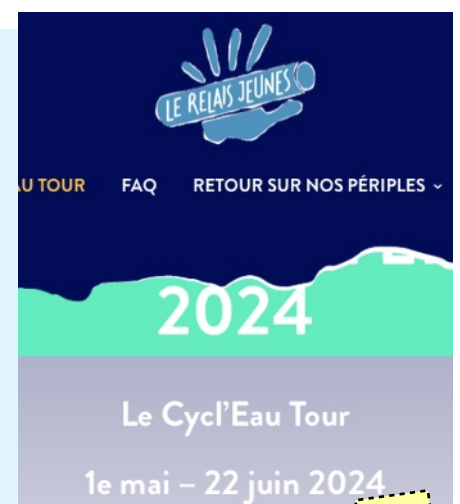 LE RELAIS JEUNES
AU TOUR FAQ RETOUR SUR NOS PÉRIPLES
2024
Le Cycl'Eau Tour
1e mai – 22 juin 2024